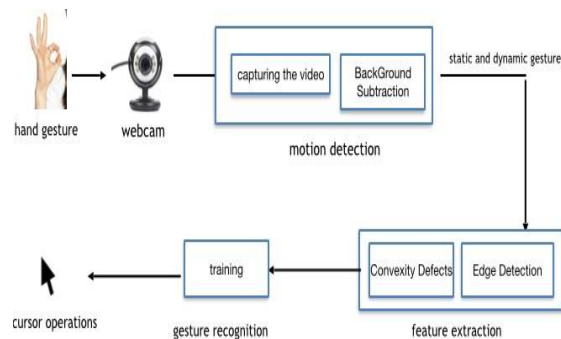 capturing the video
BackGround
Subtraction
static and dynamic gesture
hand gesture
webcam
motion detection
training
Convexity Defects
Edge Detection
cursor operations
gesture recognition
feature extraction